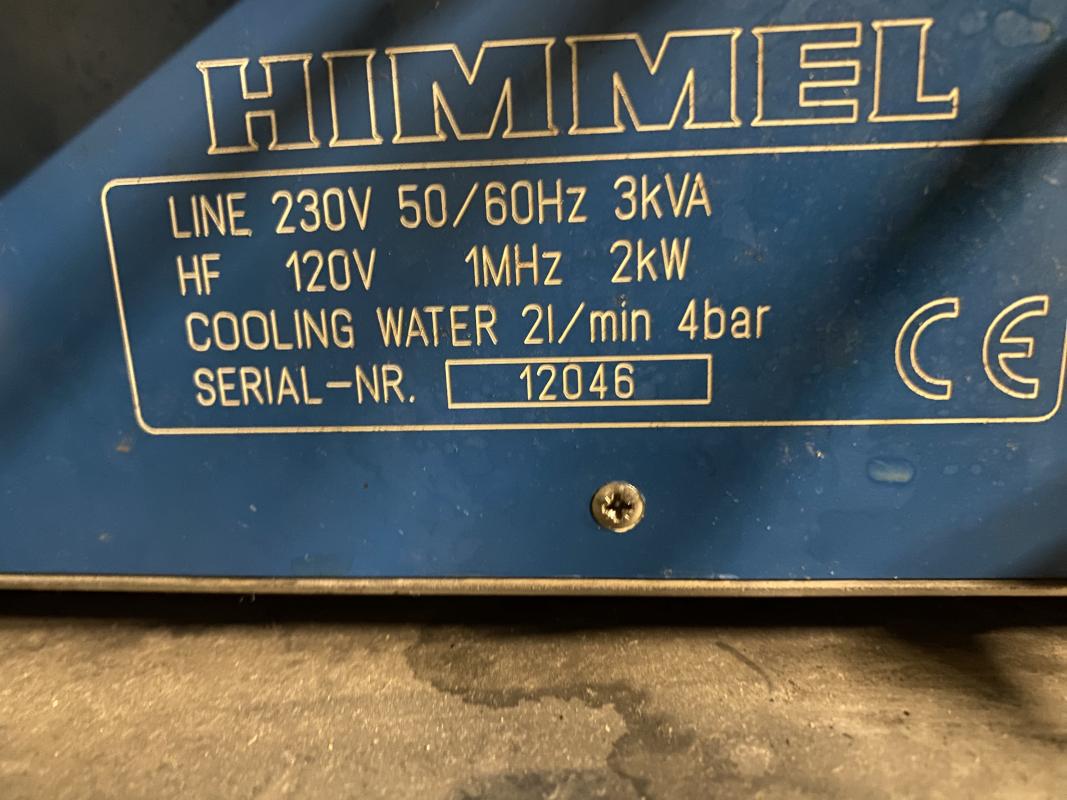 HIMMEL
LINE 230V 50/60Hz 3kVA
HF 120V 1MHz 2kW
COOLING WATER 2l/min 4bar
SERIAL-NR. 12046
CE